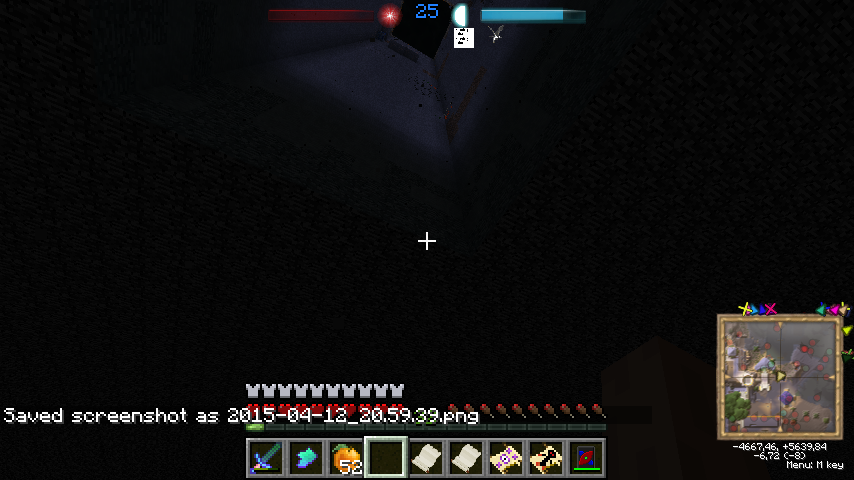 25
Saved screenshot as 2015-04-12_20.59.39.png
52
-4667,46, +5639,84
-6,72 (-8)
Menu: M key